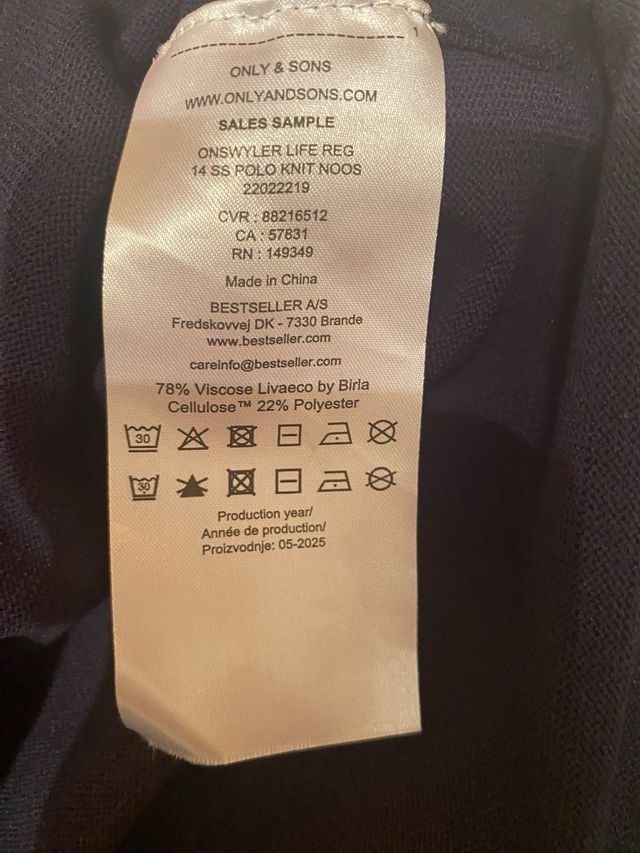 1
ONLY & SONS
WWW.ONLYANDSONS.COM
SALES SAMPLE
ONSWYLER LIFE REG
14 SS POLO KNIT NOOS
22022219
CVR : 88216512
CA : 57831
RN : 149349
Made in China
BESTSELLER A/S
Fredskovvej DK - 7330 Brande
www.bestseller.com
careinfo@bestseller.com
78% Viscose Livaeco by Birla
Cellulose™ 22% Polyester
30
30
Production year/
Année de production/
Proizvodnje: 05-2025